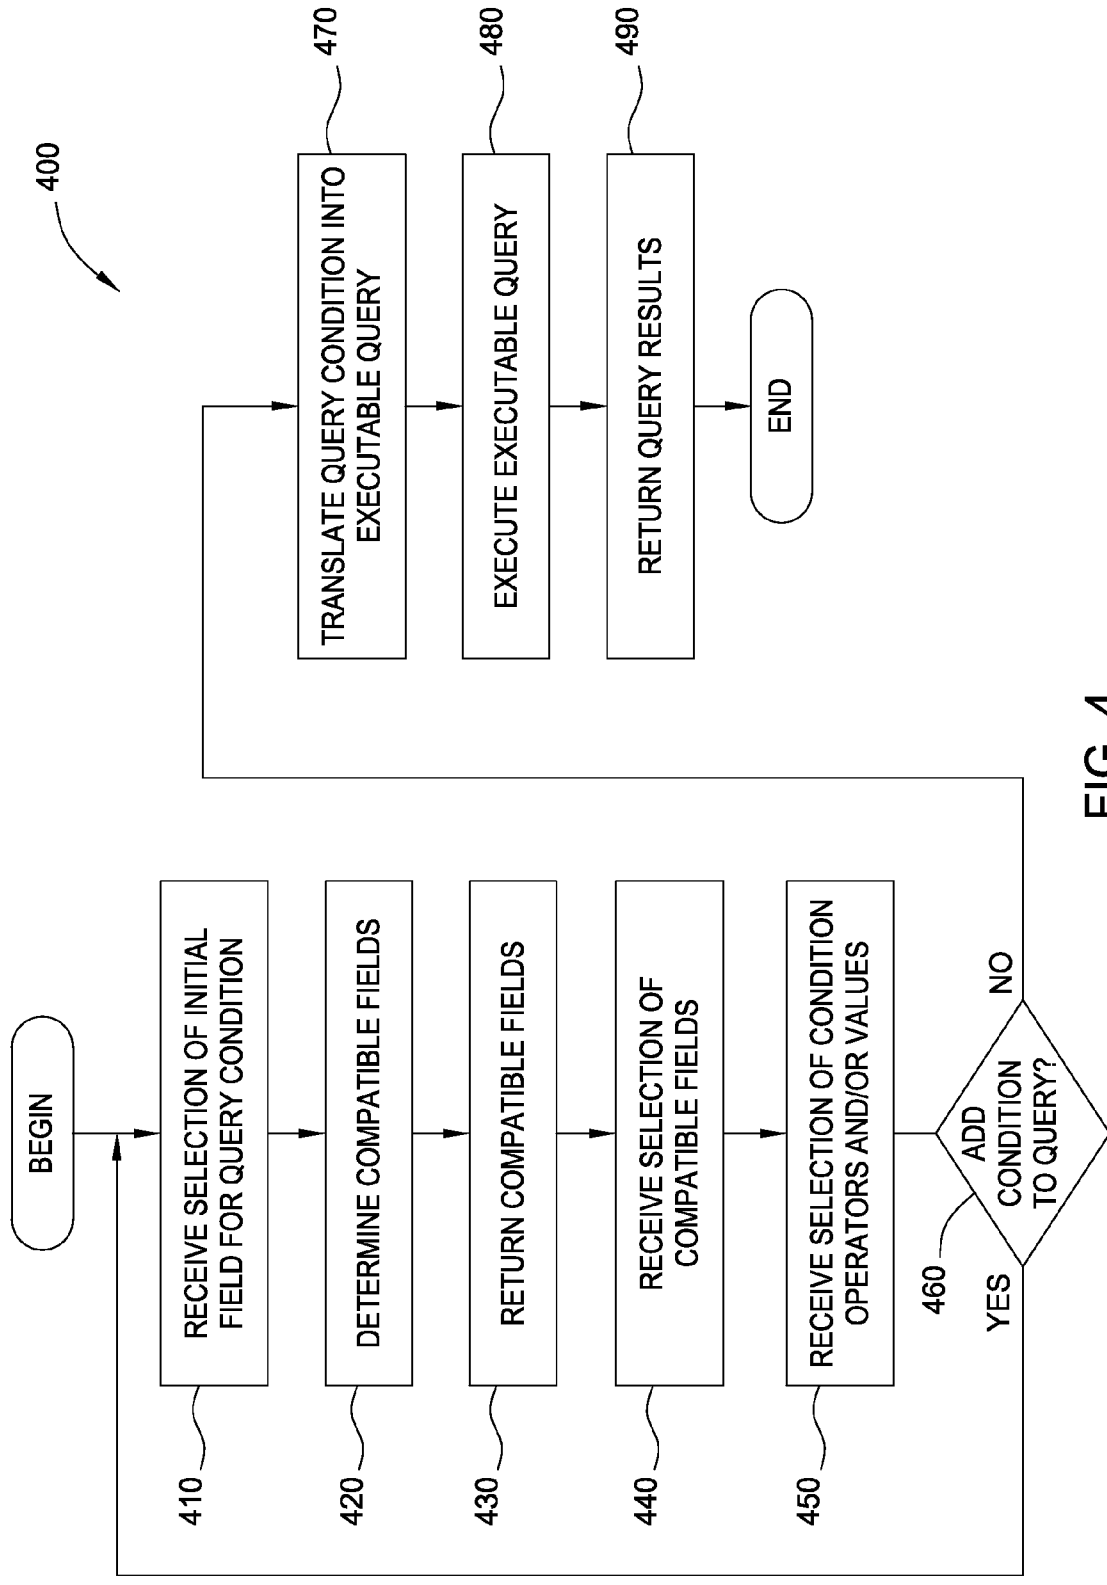 400
BEGIN
410
RECEIVE SELECTION OF INITIAL
FIELD FOR QUERY CONDITION
420
DETERMINE COMPATIBLE FIELDS
430
RETURN COMPATIBLE FIELDS
440
RECEIVE SELECTION OF
COMPATIBLE FIELDS
450
RECEIVE SELECTION OF CONDITION
OPERATORS AND/OR VALUES
460
ADD
CONDITION
TO QUERY?
YES
NO
470
TRANSLATE QUERY CONDITION INTO
EXECUTABLE QUERY
480
EXECUTE EXECUTABLE QUERY
490
RETURN QUERY RESULTS
END
FIG. 4